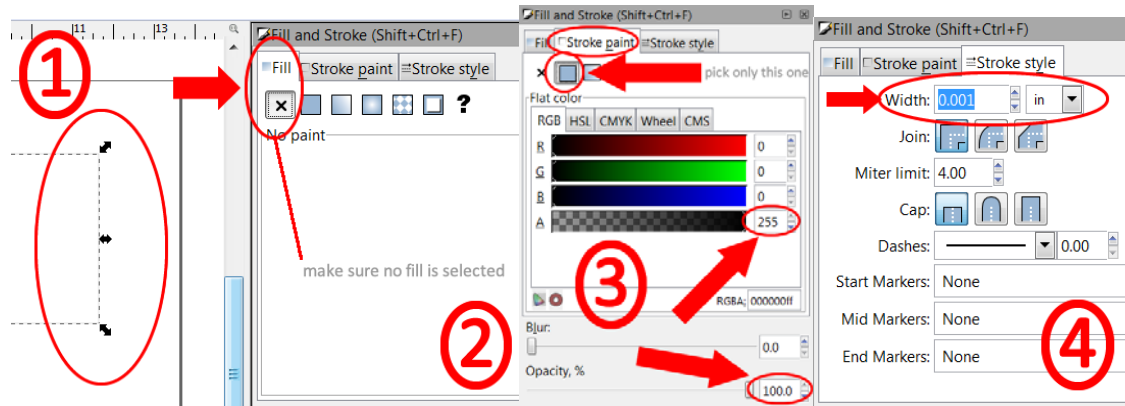 11 13
1
Fill and Stroke (Shift+Ctrl+F)
Fill Stroke paint Stroke style
?
No paint
make sure no fill is selected
2
Fill and Stroke (Shift+Ctrl+F)
Fill Stroke paint Stroke style
pick only this one
Flat color
RGB HSL CMYK Wheel CMS
R 0
G 0
B 0
A 255
3
RGBA: 000000ff
Blur:
0.0
Opacity, %
100.0
Fill and Stroke (Shift+Ctrl+F)
Fill Stroke paint Stroke style
Width: 0.001 in
Join:
Miter limit: 4.00
Cap:
Dashes: 0.00
Start Markers: None
Mid Markers: None
End Markers: None
4